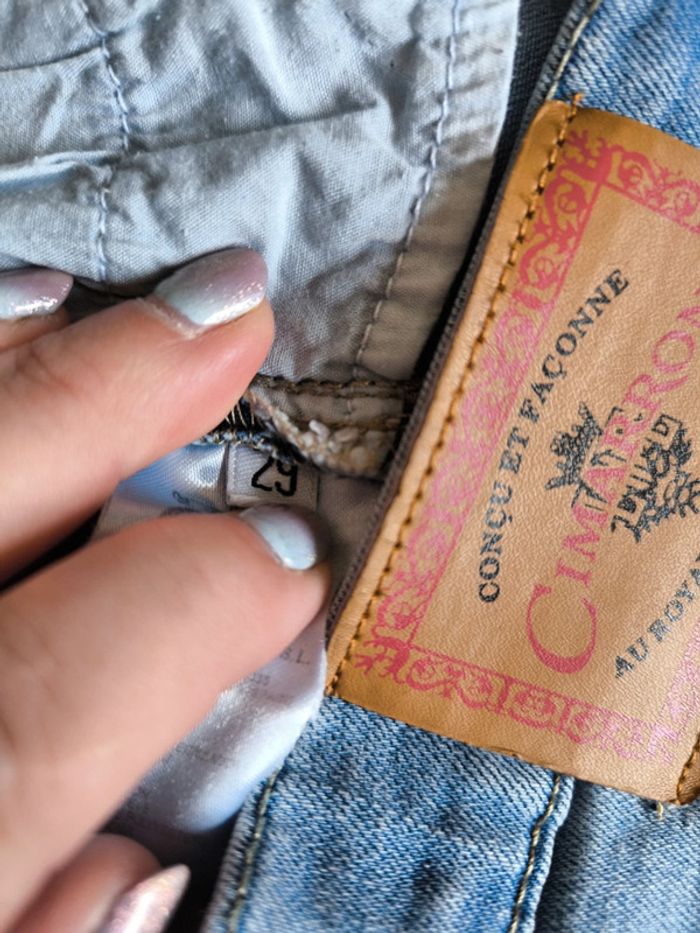 29
S.L.
CONÇU ET FAÇONNE
CIMARRON
AU ROYA